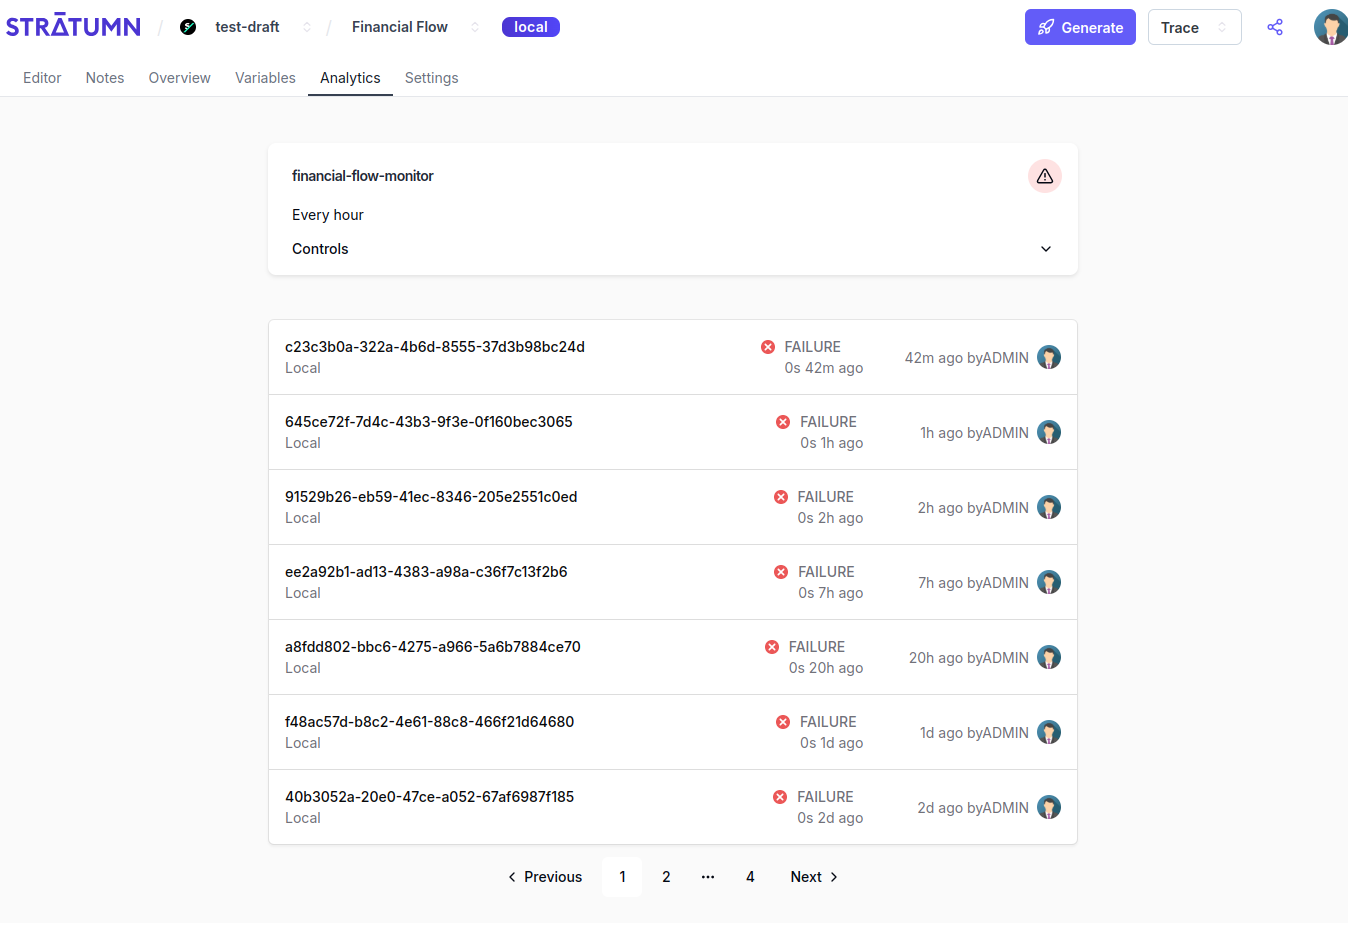 STRĀTUMN / test-draft / Financial Flow local Generate Trace
Editor Notes Overview Variables Analytics Settings
financial-flow-monitor
Every hour
Controls
c23c3b0a-322a-4b6d-8555-37d3b98bc24d FAILURE
Local 0s 42m ago 42m ago byADMIN
645ce72f-7d4c-43b3-9f3e-0f160bec3065 FAILURE
Local 0s 1h ago 1h ago byADMIN
91529b26-eb59-41ec-8346-205e2551c0ed FAILURE
Local 0s 2h ago 2h ago byADMIN
ee2a92b1-ad13-4383-a98a-c36f7c13f2b6 FAILURE
Local 0s 7h ago 7h ago byADMIN
a8fdd802-bbc6-4275-a966-5a6b7884ce70 FAILURE
Local 0s 20h ago 20h ago byADMIN
f48ac57d-b8c2-4e61-88c8-466f21d64680 FAILURE
Local 0s 1d ago 1d ago byADMIN
40b3052a-20e0-47ce-a052-67af6987f185 FAILURE
Local 0s 2d ago 2d ago byADMIN
Previous 1 2 ... 4 Next